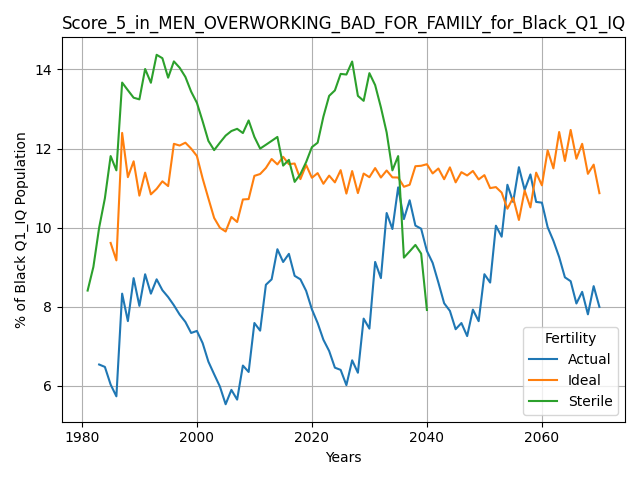 Score_5_in_MEN_OVERWORKING_BAD_FOR_FAMILY_for_Black_Q1_IQ
% of Black Q1_IQ Population
14
12
10
8
6
Fertility
Actual
Ideal
Sterile
1980 2000 2020 2040 2060
Years